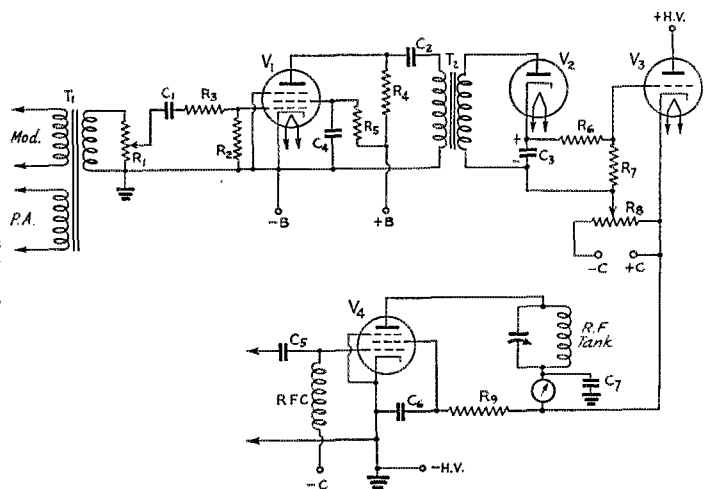 +H.V.
C2
T2
V1
V2
V3
T1
C1
R3
R4
Mod.
R1
R2
C4
R5
+
-
C3
R6
R7
P.A.
-B
+B
R8
-C
+C
V4
R.F.
Tank
C5
RFC
C6
R9
C7
-C
-H.V.